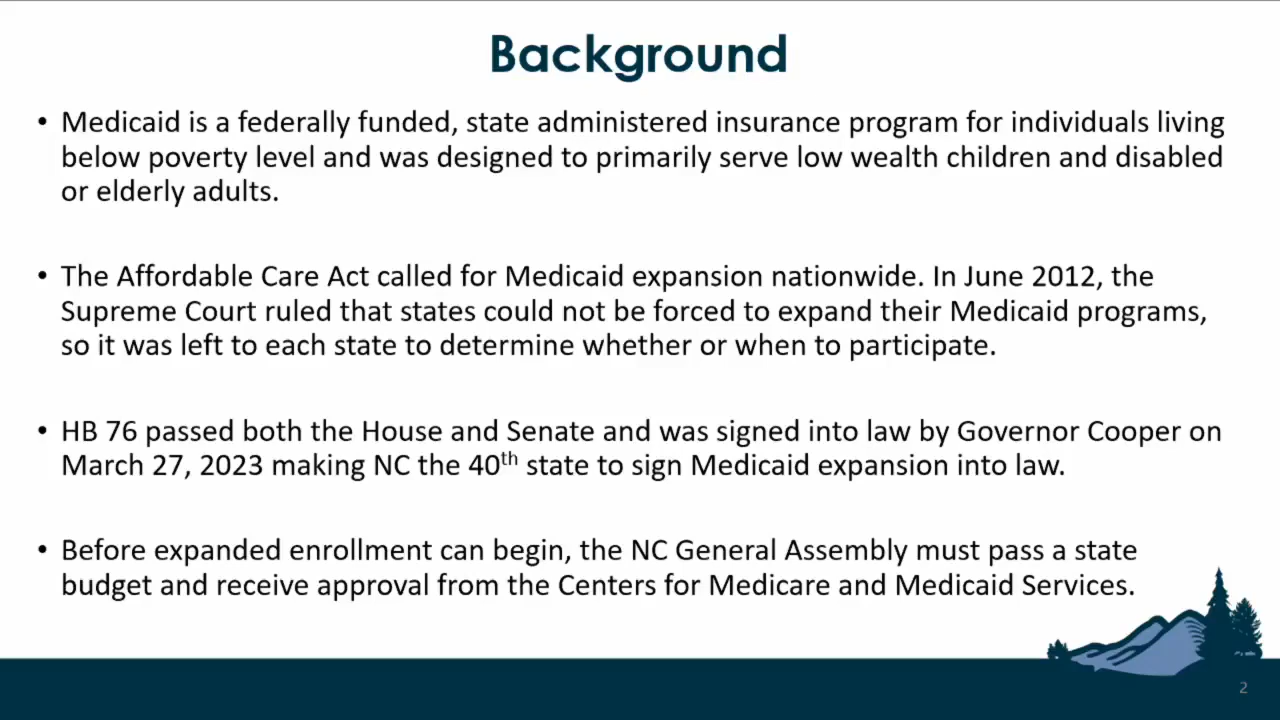 Background
• Medicaid is a federally funded, state administered insurance program for individuals living
below poverty level and was designed to primarily serve low wealth children and disabled
or elderly adults.
• The Affordable Care Act called for Medicaid expansion nationwide. In June 2012, the
Supreme Court ruled that states could not be forced to expand their Medicaid programs,
so it was left to each state to determine whether or when to participate.
• HB 76 passed both the House and Senate and was signed into law by Governor Cooper on
March 27, 2023 making NC the 40th state to sign Medicaid expansion into law.
• Before expanded enrollment can begin, the NC General Assembly must pass a state
budget and receive approval from the Centers for Medicare and Medicaid Services.
2